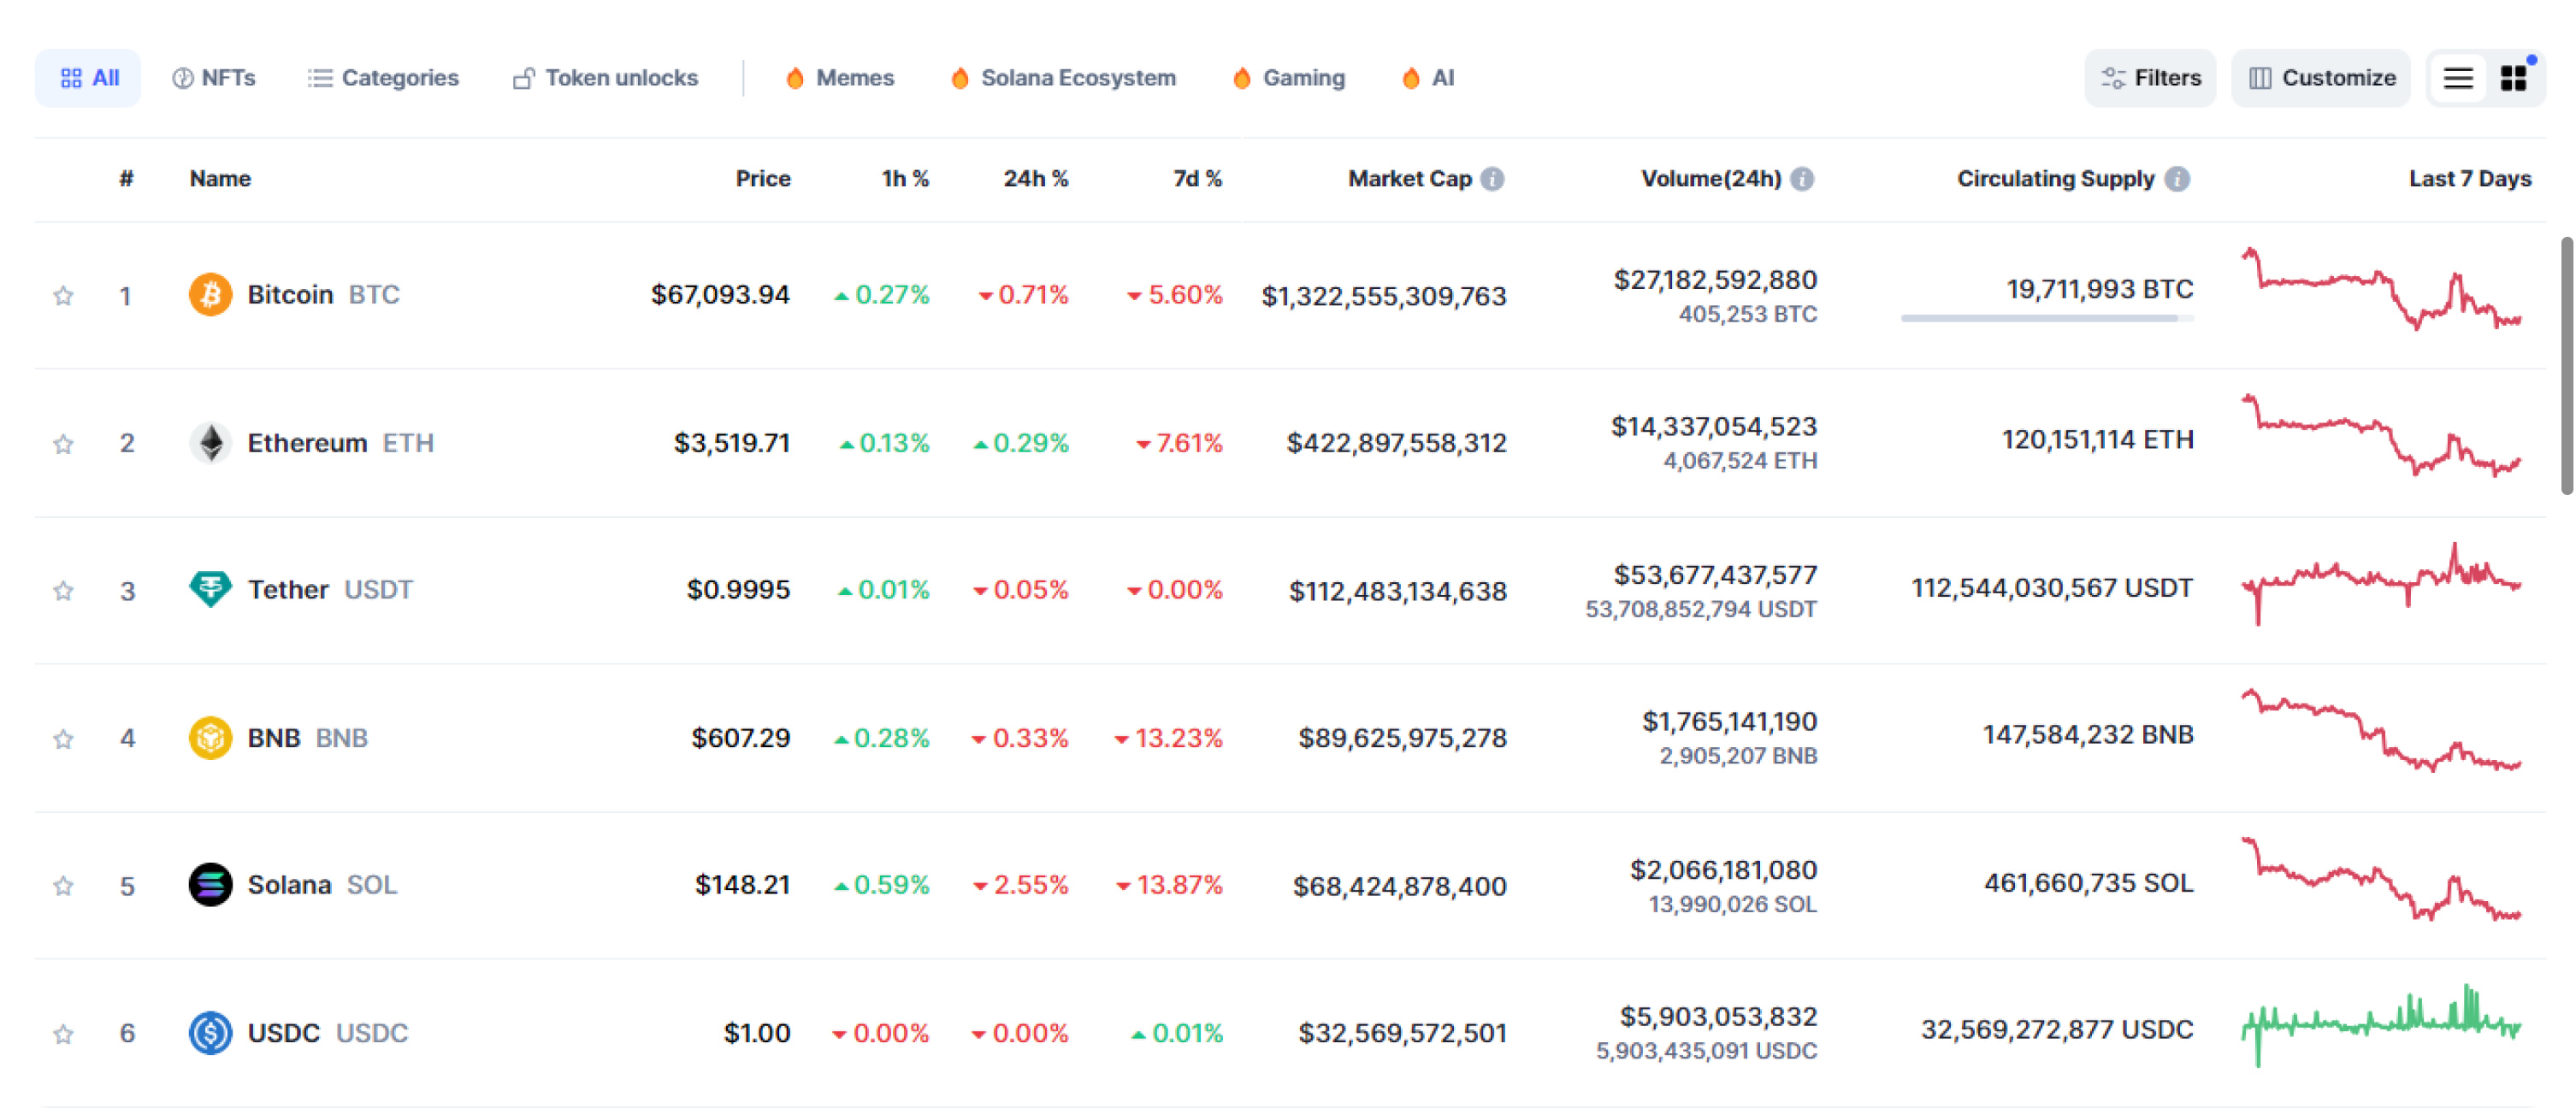 All NFTs Categories Token unlocks Memes Solana Ecosystem Gaming AI Filters Customize
# Name Price 1h % 24h % 7d % Market Cap Volume(24h) Circulating Supply Last 7 Days
1 Bitcoin BTC $67,093.94 0.27% 0.71% 5.60% $1,322,555,309,763 $27,182,592,880 19,711,993 BTC
405,253 BTC
2 Ethereum ETH $3,519.71 0.13% 0.29% 7.61% $422,897,558,312 $14,337,054,523 120,151,114 ETH
4,067,524 ETH
3 Tether USDT $0.9995 0.01% 0.05% 0.00% $112,483,134,638 $53,677,437,577 112,544,030,567 USDT
53,708,852,794 USDT
4 BNB BNB $607.29 0.28% 0.33% 13.23% $89,625,975,278 $1,765,141,190 147,584,232 BNB
2,905,207 BNB
5 Solana SOL $148.21 0.59% 2.55% 13.87% $68,424,878,400 $2,066,181,080 461,660,735 SOL
13,990,026 SOL
6 USDC USDC $1.00 0.00% 0.00% 0.01% $32,569,572,501 $5,903,053,832 32,569,272,877 USDC
5,903,435,091 USDC